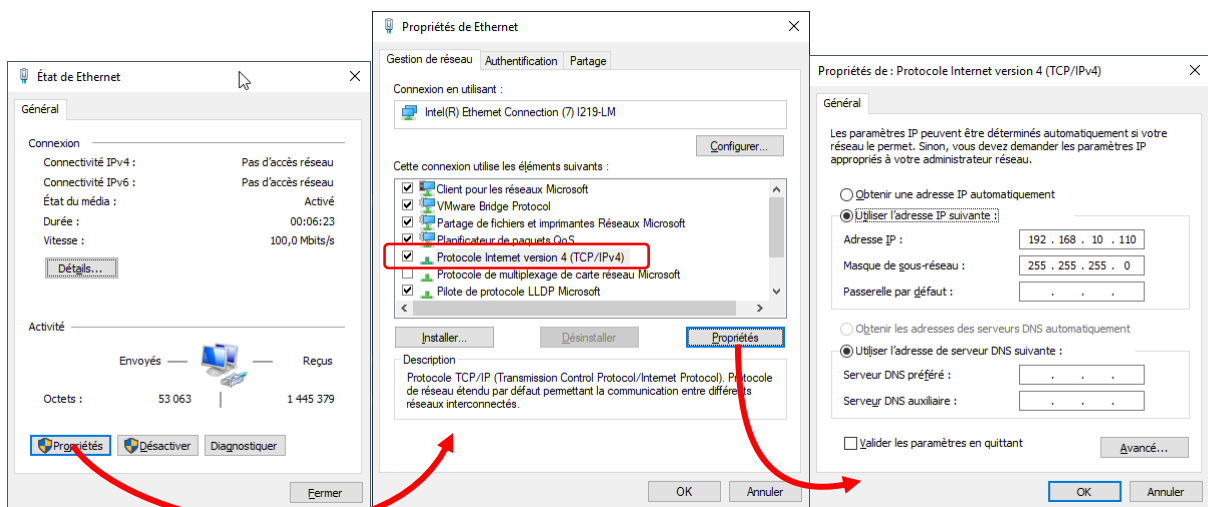 État de Ethernet
Général
Connexion
Connectivité IPv4 : Pas d'accès réseau
Connectivité IPv6 : Pas d'accès réseau
État du média : Activé
Durée : 00:06:23
Vitesse : 100,0 Mbits/s
Détails...
Activité
Envoyés — — Reçus
Octets : 53 063 1 445 379
Propriétés Désactiver Diagnostiquer
Fermer
Propriétés de Ethernet
Gestion de réseau Authentification Partage
Connexion en utilisant :
Intel(R) Ethernet Connection (7) I219-LM
Configurer...
Cette connexion utilise les éléments suivants :
Client pour les réseaux Microsoft
VMware Bridge Protocol
Partage de fichiers et imprimantes Réseaux Microsoft
Planificateur de paquets QoS
Protocole Internet version 4 (TCP/IPv4)
Protocole de multiplexage de carte réseau Microsoft
Pilote de protocole LLDP Microsoft
Installer... Désinstaller Propriétés
Description
Protocole TCP/IP (Transmission Control Protocol/Internet Protocol). Protocole
de réseau étendu par défaut permettant la communication entre différents
réseaux interconnectés.
OK Annuler
Propriétés de : Protocole Internet version 4 (TCP/IPv4)
Général
Les paramètres IP peuvent être déterminés automatiquement si votre
réseau le permet. Sinon, vous devez demander les paramètres IP
appropriés à votre administrateur réseau.
Obtenir une adresse IP automatiquement
Utiliser l'adresse IP suivante :
Adresse IP : 192 . 168 . 10 . 110
Masque de sous-réseau : 255 . 255 . 255 . 0
Passerelle par défaut : . . .
Obtenir les adresses des serveurs DNS automatiquement
Utiliser l'adresse de serveur DNS suivante :
Serveur DNS préféré : . . .
Serveur DNS auxiliaire : . . .
Valider les paramètres en quittant
Avancé...
OK Annuler